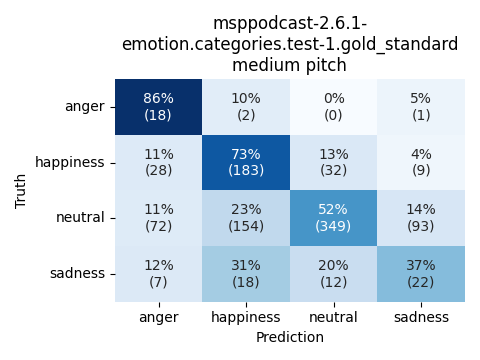 msppodcast-2.6.1-
emotion.categories.test-1.gold_standard
medium pitch
Truth
anger
86% 10% 0% 5%
(18) (2) (0) (1)
happiness
11% 73% 13% 4%
(28) (183) (32) (9)
neutral
11% 23% 52% 14%
(72) (154) (349) (93)
sadness
12% 31% 20% 37%
(7) (18) (12) (22)
anger happiness neutral sadness
Prediction